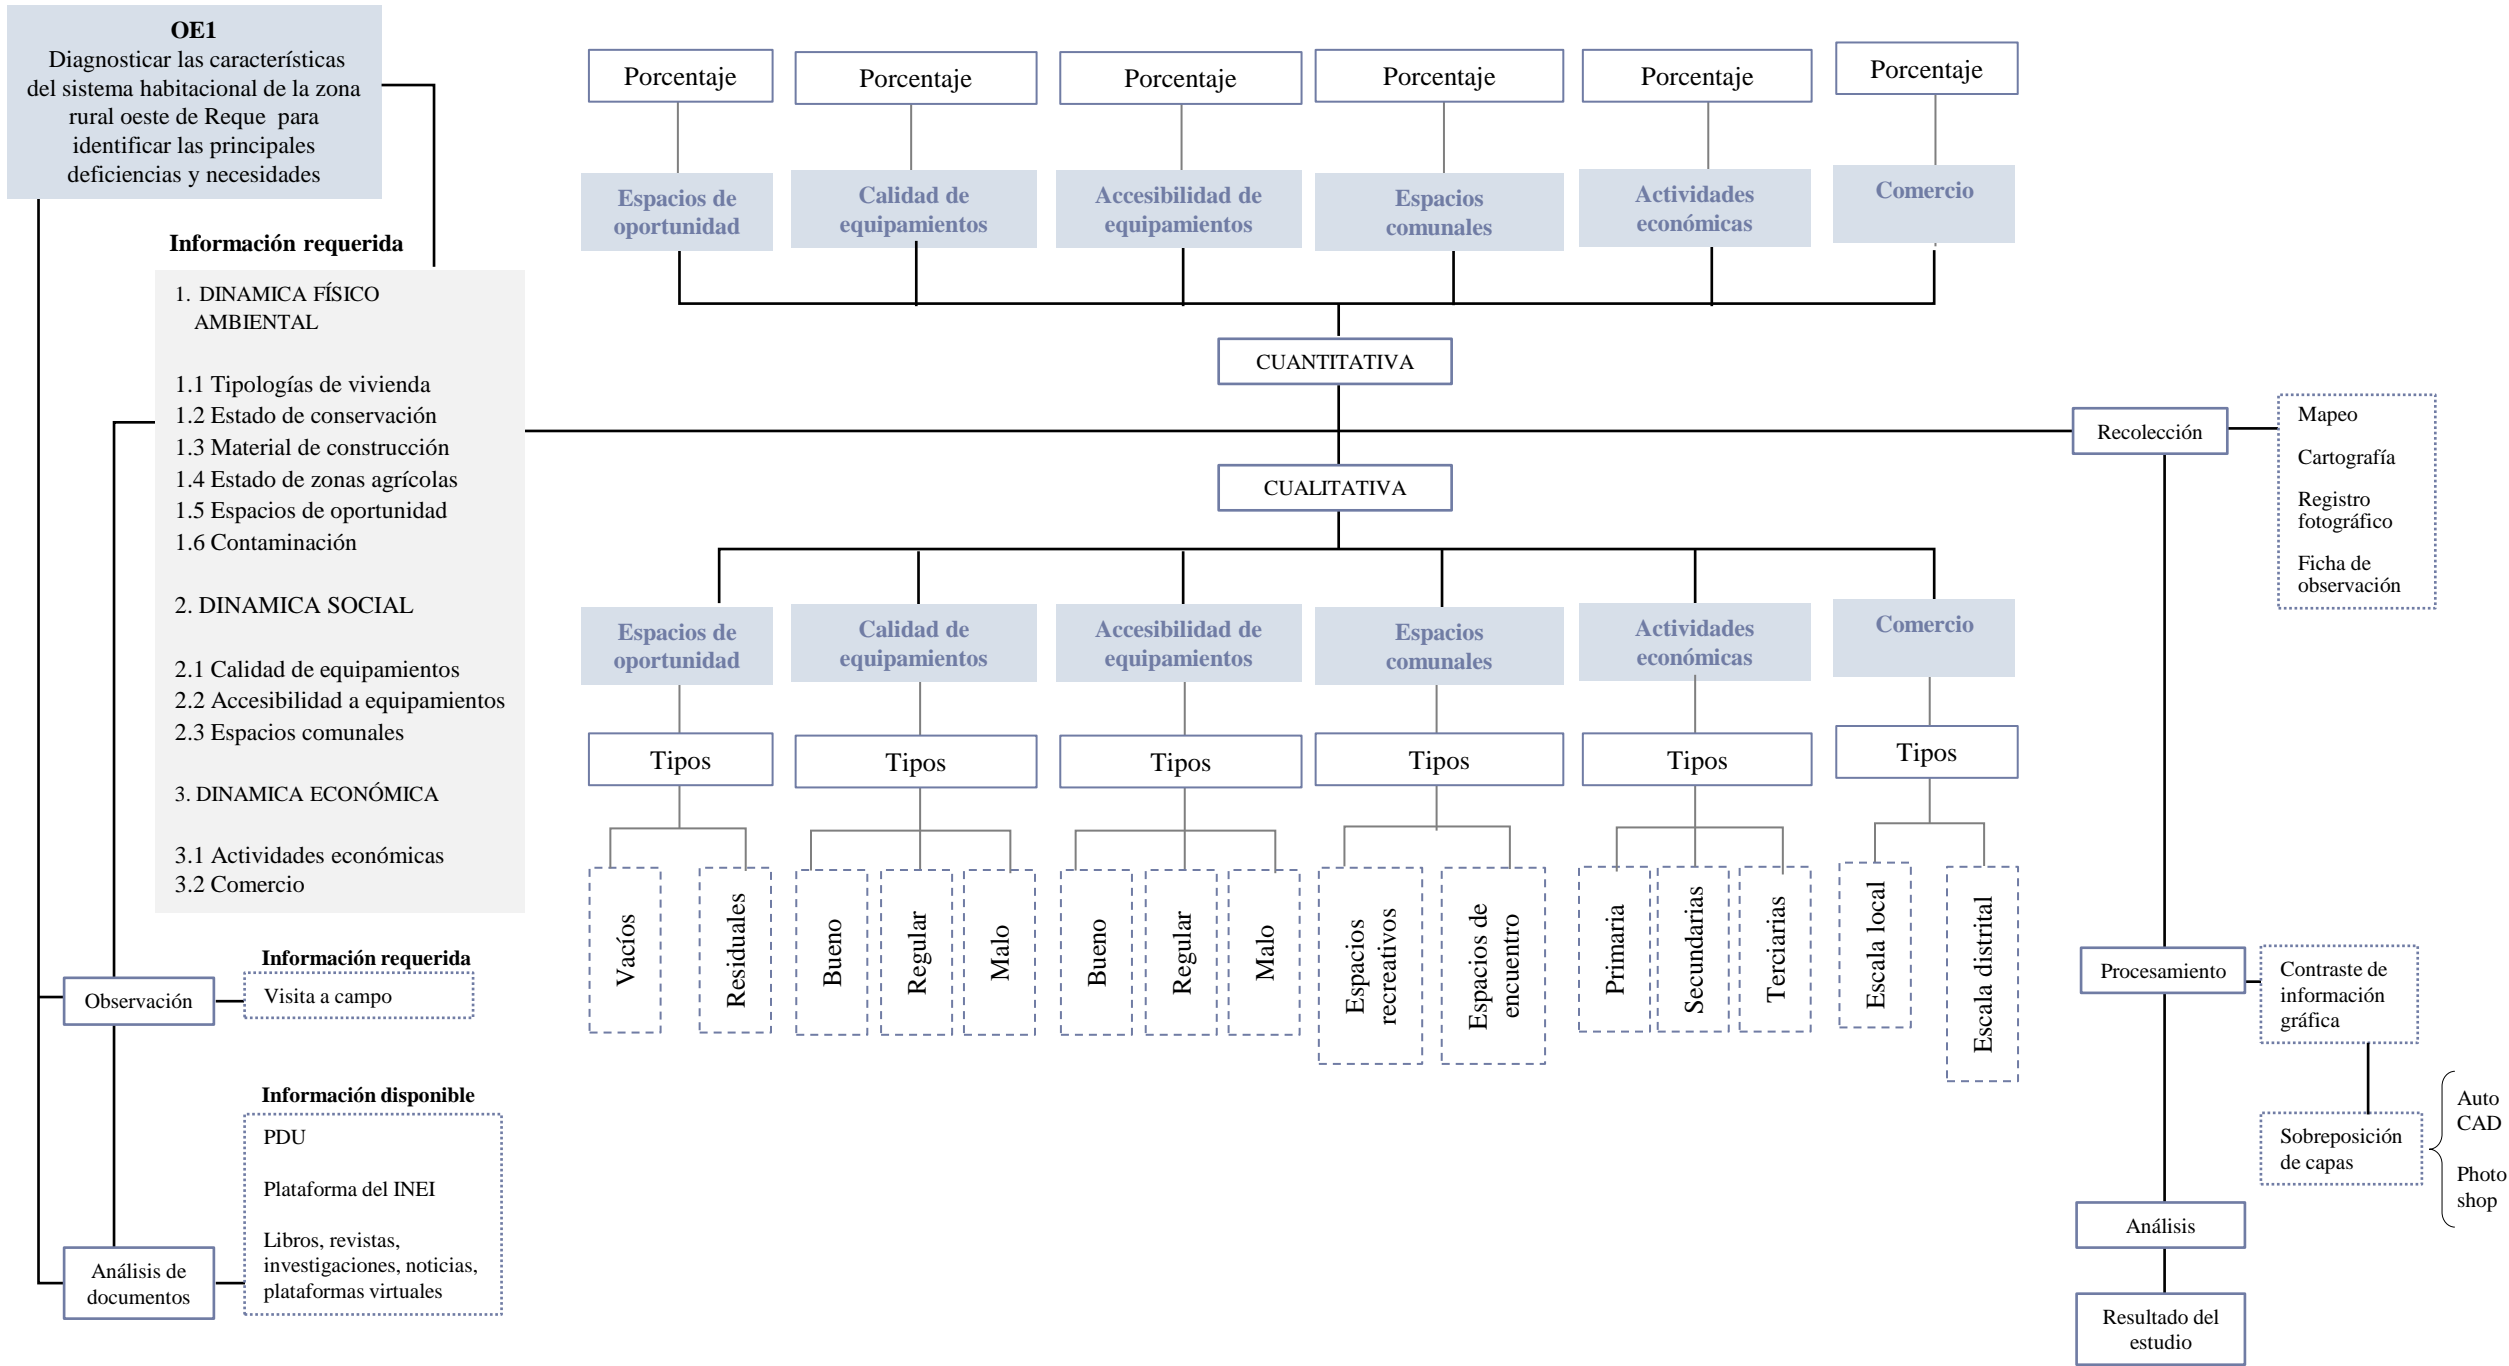 OE1
Diagnosticar las características
del sistema habitacional de la zona
rural oeste de Reque para
identificar las principales
deficiencias y necesidades
Información requerida
1. DINAMICA FÍSICO
AMBIENTAL
1.1 Tipologías de vivienda
1.2 Estado de conservación
1.3 Material de construcción
1.4 Estado de zonas agrícolas
1.5 Espacios de oportunidad
1.6 Contaminación
2. DINAMICA SOCIAL
2.1 Calidad de equipamientos
2.2 Accesibilidad a equipamientos
2.3 Espacios comunales
3. DINAMICA ECONÓMICA
3.1 Actividades económicas
3.2 Comercio
Observación
Información requerida
Visita a campo
Análisis de
documentos
Información disponible
PDU
Plataforma del INEI
Libros, revistas,
investigaciones, noticias,
plataformas virtuales
Porcentaje
Porcentaje
Porcentaje
Porcentaje
Porcentaje
Porcentaje
Espacios de
oportunidad
Calidad de
equipamientos
Accesibilidad de
equipamientos
Espacios
comunales
Actividades
económicas
Comercio
CUANTITATIVA
CUALITATIVA
Espacios de
oportunidad
Calidad de
equipamientos
Accesibilidad de
equipamientos
Espacios
comunales
Actividades
económicas
Comercio
Tipos
Tipos
Tipos
Tipos
Tipos
Tipos
Vacíos
Residuales
Bueno
Regular
Malo
Bueno
Regular
Malo
Espacios
recreativos
Espacios de
encuentro
Primaria
Secundarias
Terciarias
Escala local
Escala distrital
Recolección
Mapeo
Cartografía
Registro
fotográfico
Ficha de
observación
Procesamiento
Contraste de
información
gráfica
Sobreposición
de capas
Auto
CAD
Photo
shop
Análisis
Resultado del
estudio